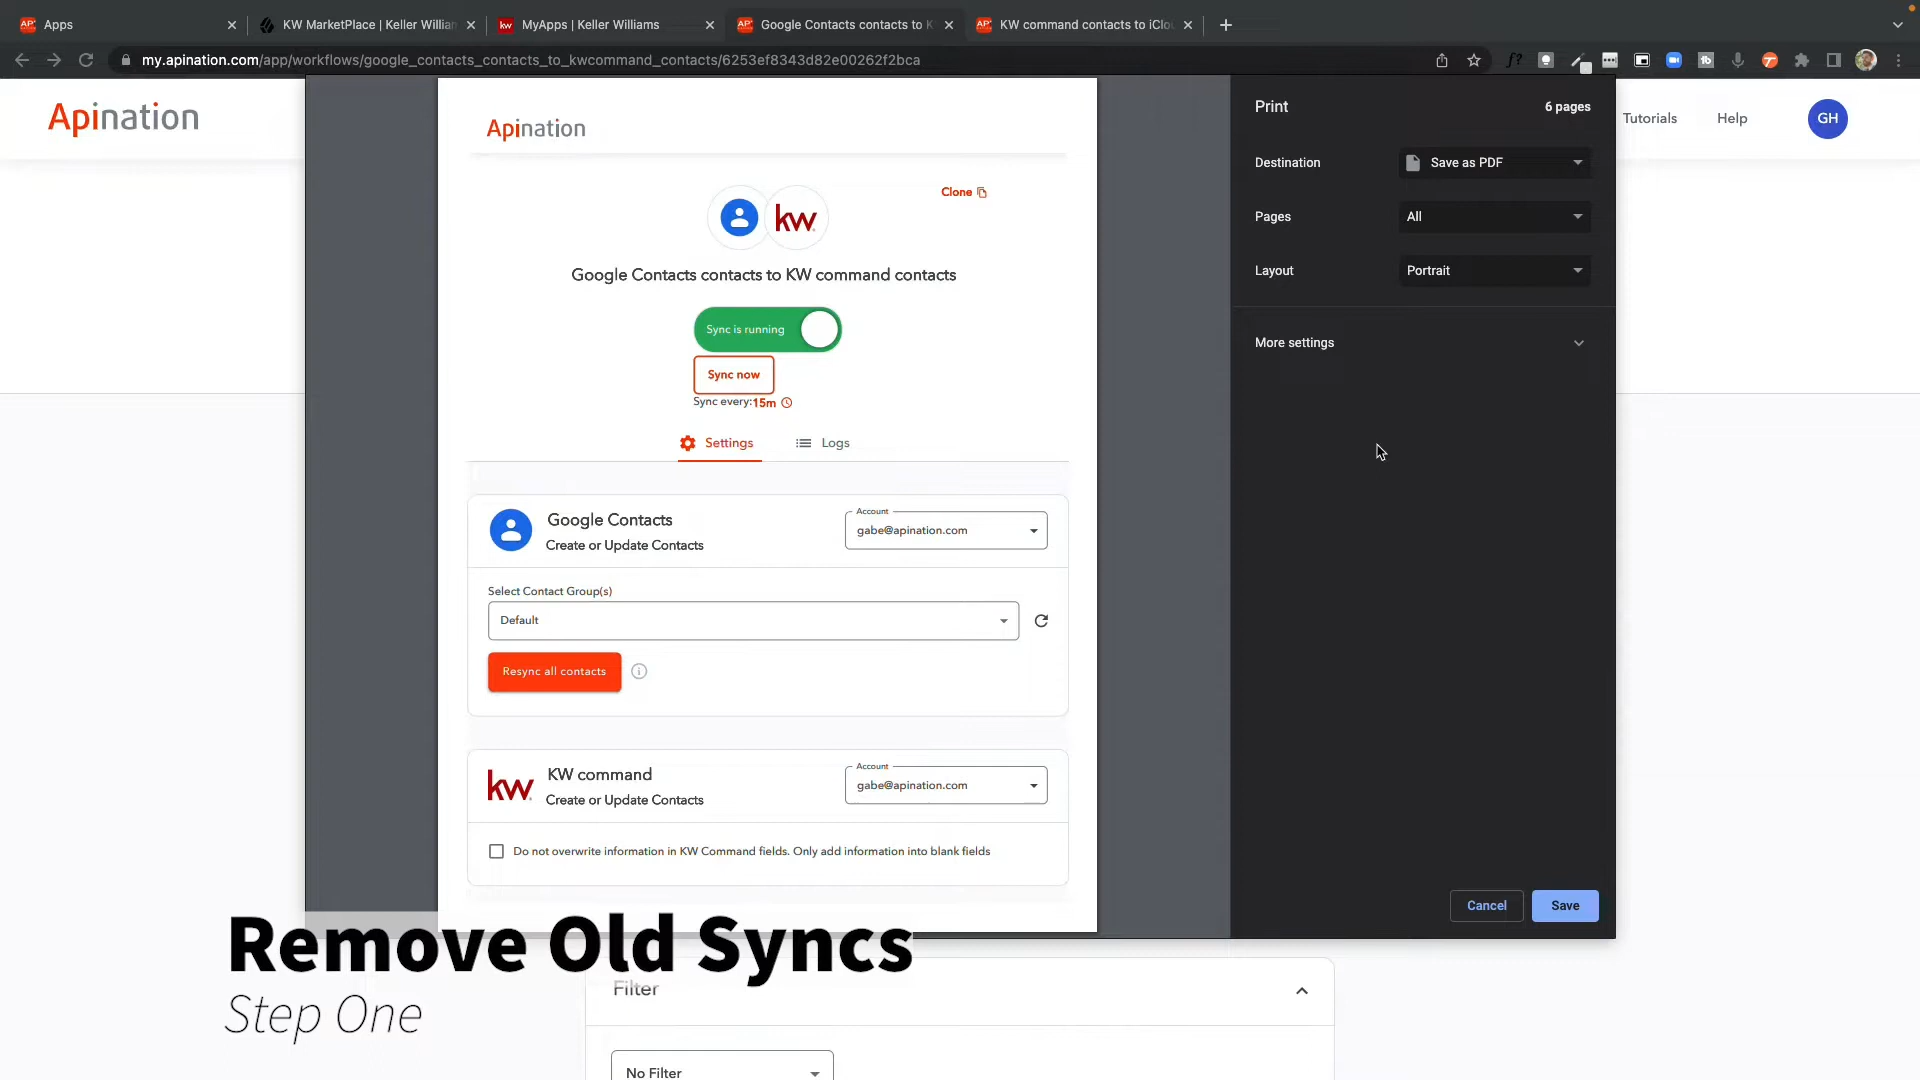 Apps
KW MarketPlace | Keller Willian
MyApps | Keller Williams
Google Contacts contacts to K
KW command contacts to iClou
my.apination.com/app/workflows/google_contacts_contacts_to_kwcommand_contacts/6253ef8343d82e00262f2bca
Apination
Tutorials
Help
GH
Apination
Clone
kw
Google Contacts contacts to KW command contacts
Sync is running
Sync now
Sync every: 15m
Settings
Logs
Google Contacts
Create or Update Contacts
Account
gabe@apination.com
Select Contact Group(s)
Default
Resync all contacts
kw
KW command
Create or Update Contacts
Account
gabe@apination.com
Do not overwrite information in KW Command fields. Only add information into blank fields
Print
6 pages
Destination
Save as PDF
Pages
All
Layout
Portrait
More settings
Cancel
Save
Remove Old Syncs
Step One
Filter
No Filter